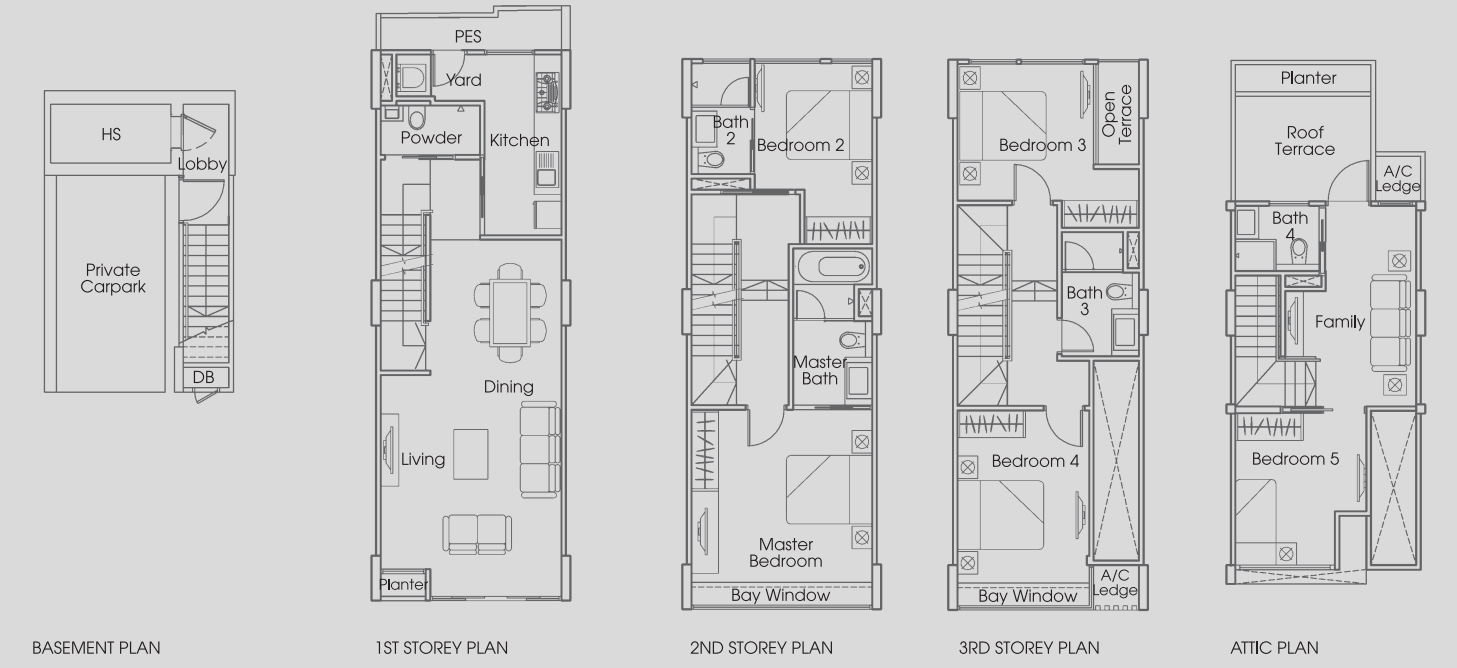 HS
Lobby
Private
Carpark
DB
BASEMENT PLAN
PES
Yard
Powder
Kitchen
Dining
Living
Planter
1ST STOREY PLAN
Bath
2
Bedroom 2
Master
Bath
Master
Bedroom
Bay Window
2ND STOREY PLAN
Bedroom 3
Open
Terrace
Bath
3
Bedroom 4
Bay Window
A/C
Ledge
3RD STOREY PLAN
Planter
Roof
Terrace
A/C
Ledge
Bath
4
Family
Bedroom 5
ATTIC PLAN